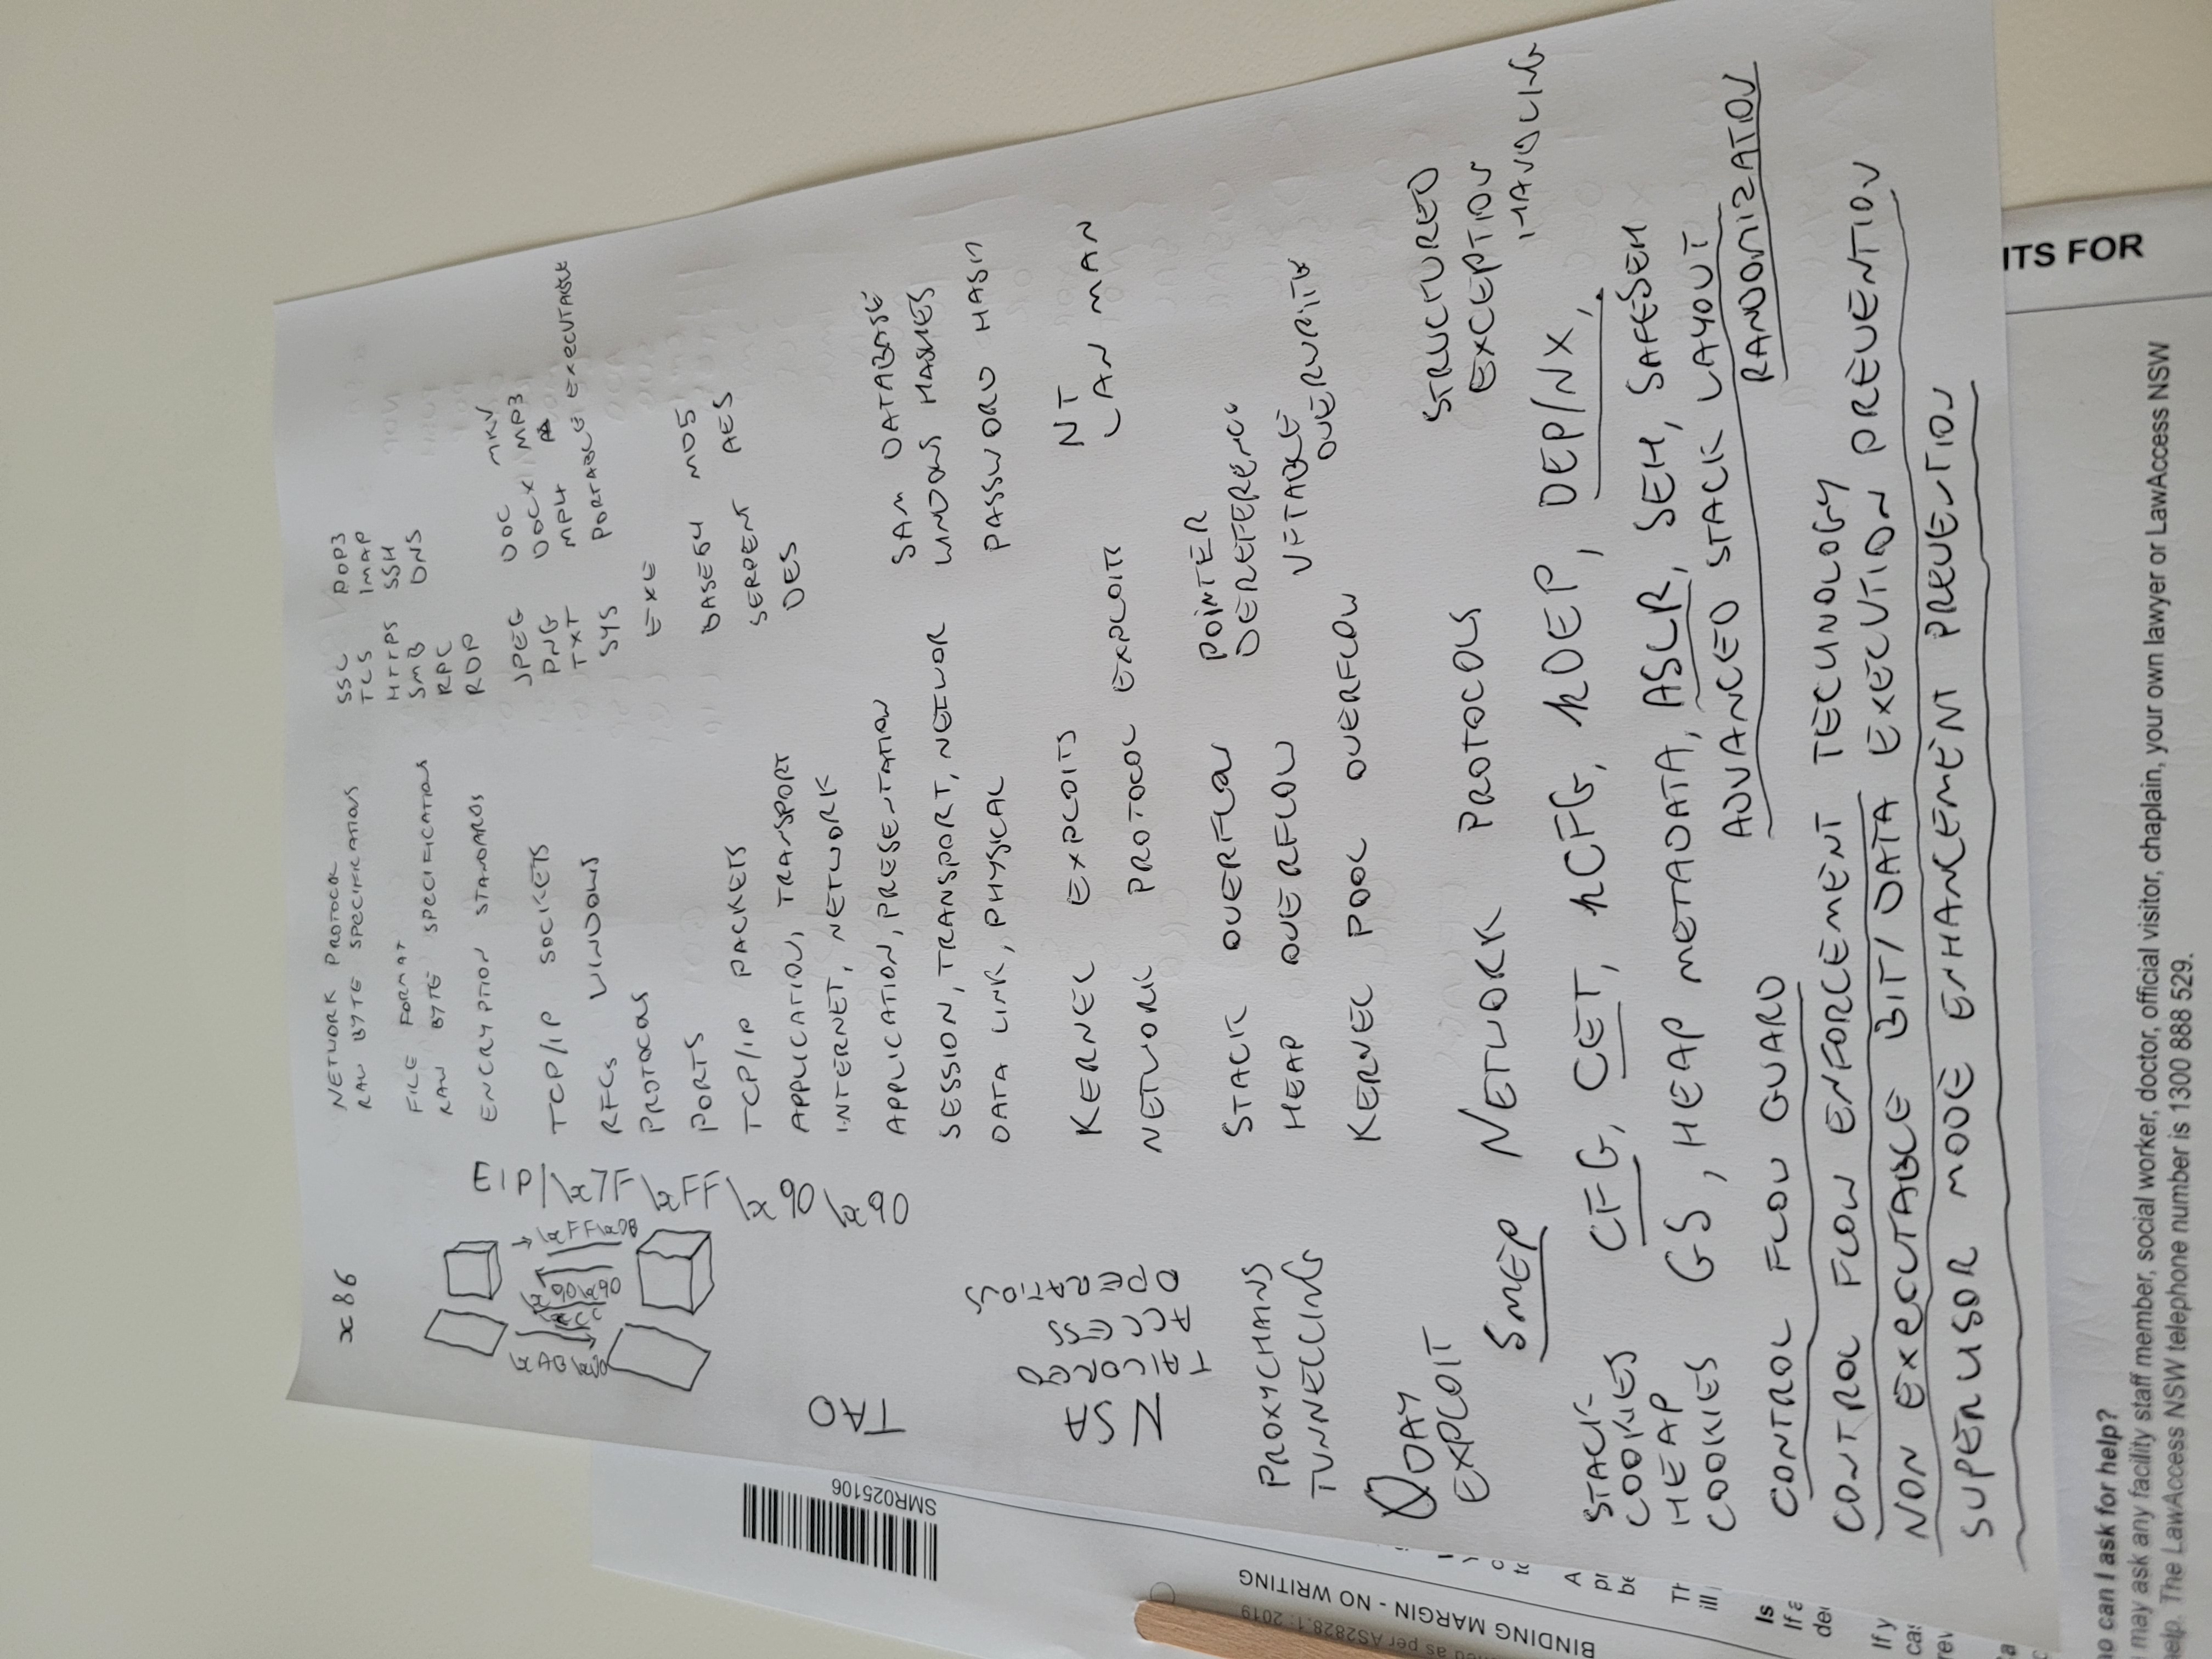 x86
NETWORK PROTOCOL
RAW BYTE SPECIFICATIONS
FILE FORMAT
RAW BYTE SPECIFICATIONS
ENCRYPTION STANDARDS
TCP/IP SOCKETS
RFCs WINDOWS
PROTOCOLS
PORTS
TCP/IP PACKETS
APPLICATION, TRANSPORT
INTERNET, NETWORK
APPLICATION, PRESENTATION
SESSION, TRANSPORT, NETWOR
DATA LINK, PHYSICAL
KERNEL EXPLOITS
NETWORK PROTOCOL EXPLOITS
STACK OVERFLOW
HEAP OVERFLOW
KERNEL POOL OVERFLOW
SSL POP3
TLS IMAP
HTTPS SSH
SMB DNS
RPC
RDP
JPEG DOC MKV
PNG DOCX MP3
TXT MP4
SYS PORTABLE EXECUTABLE
EXE
BASE64 MD5
SERPENT AES
DES
SAM DATABASE
WINDOWS HASHES
PASSWORD HASH
NT
LAN MAN
POINTER
DEREFERENCE
VFTABLE
OVERWRITE
EIP|\x7F\xFF\x90\x90
\x90\x90
TAO
NSA
TAILORED
ACCESS
OPERATIONS
PROXYCHAINS
TUNNELLING
0DAY
EXPLOIT
SMEP NETWORK PROTOCOLS
STRUCTURED
EXCEPTION
HANDLING
STACK
COOKIES
HEAP
COOKIES
CFG, CET, kCFG, kDEP, DEP/NX,
GS, HEAP METADATA, ASLR, SEH, SAFESEH
ADVANCED STACK LAYOUT
RANDOMIZATION
CONTROL FLOW GUARD
CONTROL FLOW ENFORCEMENT TECHNOLOGY
NON EXECUTABLE BIT/DATA EXECUTION PREVENTION
SUPERVISOR MODE ENHANCEMENT PREVENTION
SMR025106
as per AS2828.1: 2019
BINDING MARGIN - NO WRITING
Is
If y
ITS FOR
can I ask for help?
may ask any facility staff member, social worker, doctor, official visitor, chaplain, your own lawyer or LawAccess NSW
help. The LawAccess NSW telephone number is 1300 888 529.